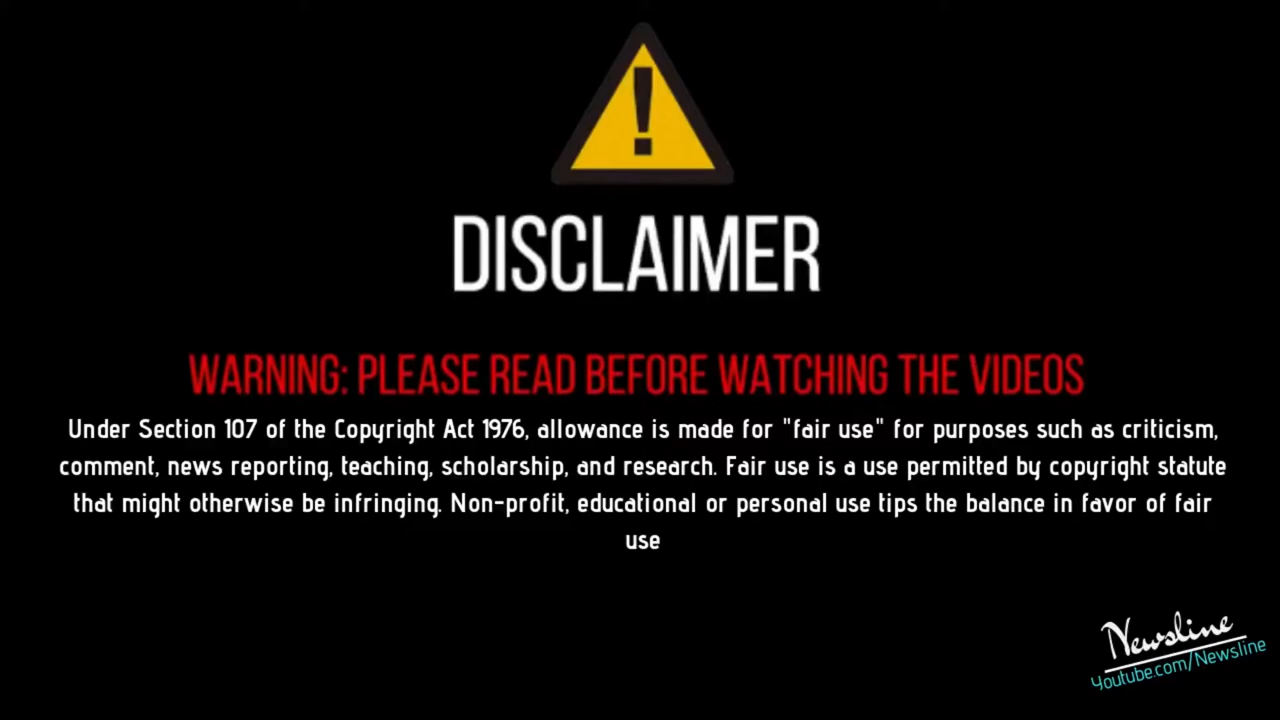 !
DISCLAIMER
WARNING: PLEASE READ BEFORE WATCHING THE VIDEOS
Under Section 107 of the Copyright Act 1976, allowance is made for "fair use" for purposes such as criticism,
comment, news reporting, teaching, scholarship, and research. Fair use is a use permitted by copyright statute
that might otherwise be infringing. Non-profit, educational or personal use tips the balance in favor of fair
use
Newsline
Youtube.com/Newsline